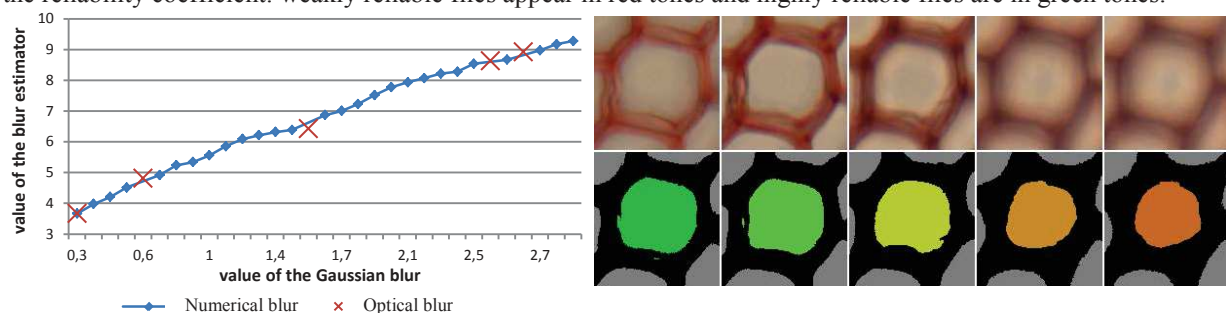 the reliability coefficient: weakly reliable files appear in red tones and highly reliable files are in green tones.
10
9
8
7
6
5
4
3
value of the blur estimator
0,3 0,6 1 1,4 1,7 2,1 2,5 2,7
value of the Gaussian blur
Numerical blur Optical blur